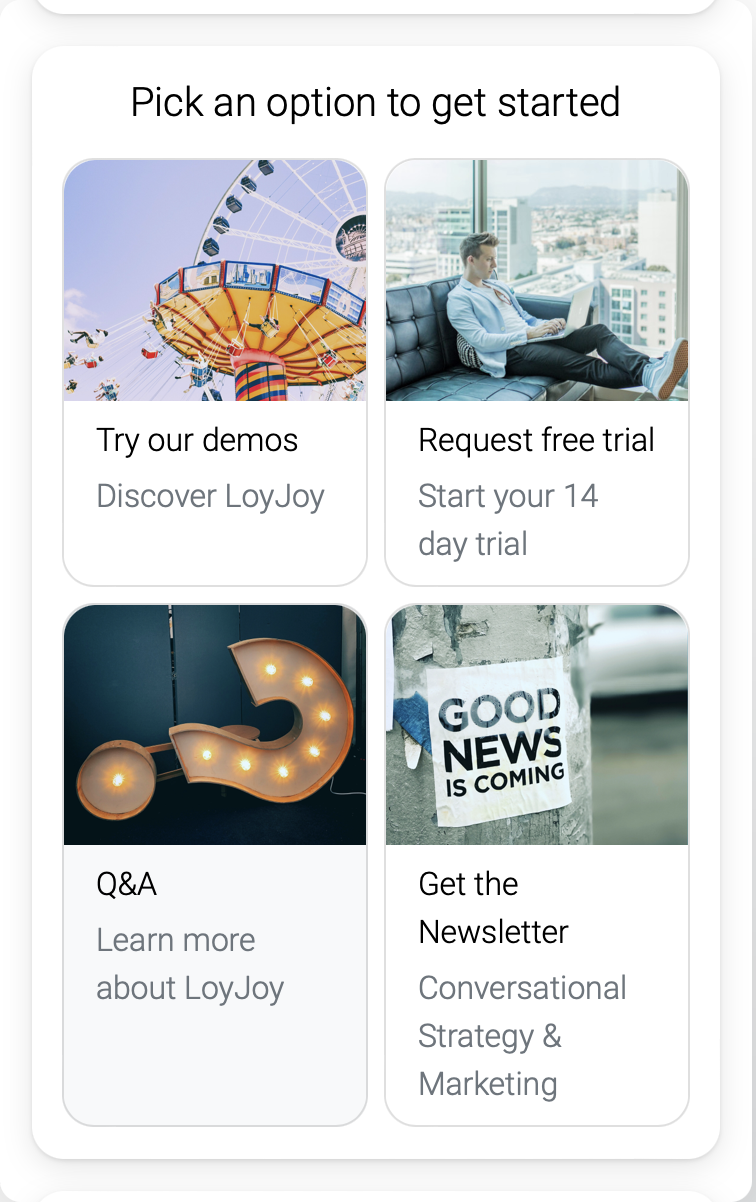 Pick an option to get started
Try our demos
Discover LoyJoy
Request free trial
Start your 14
day trial
GOOD
NEWS
IS COMING
Q&A
Learn more
about LoyJoy
Get the
Newsletter
Conversational
Strategy &
Marketing